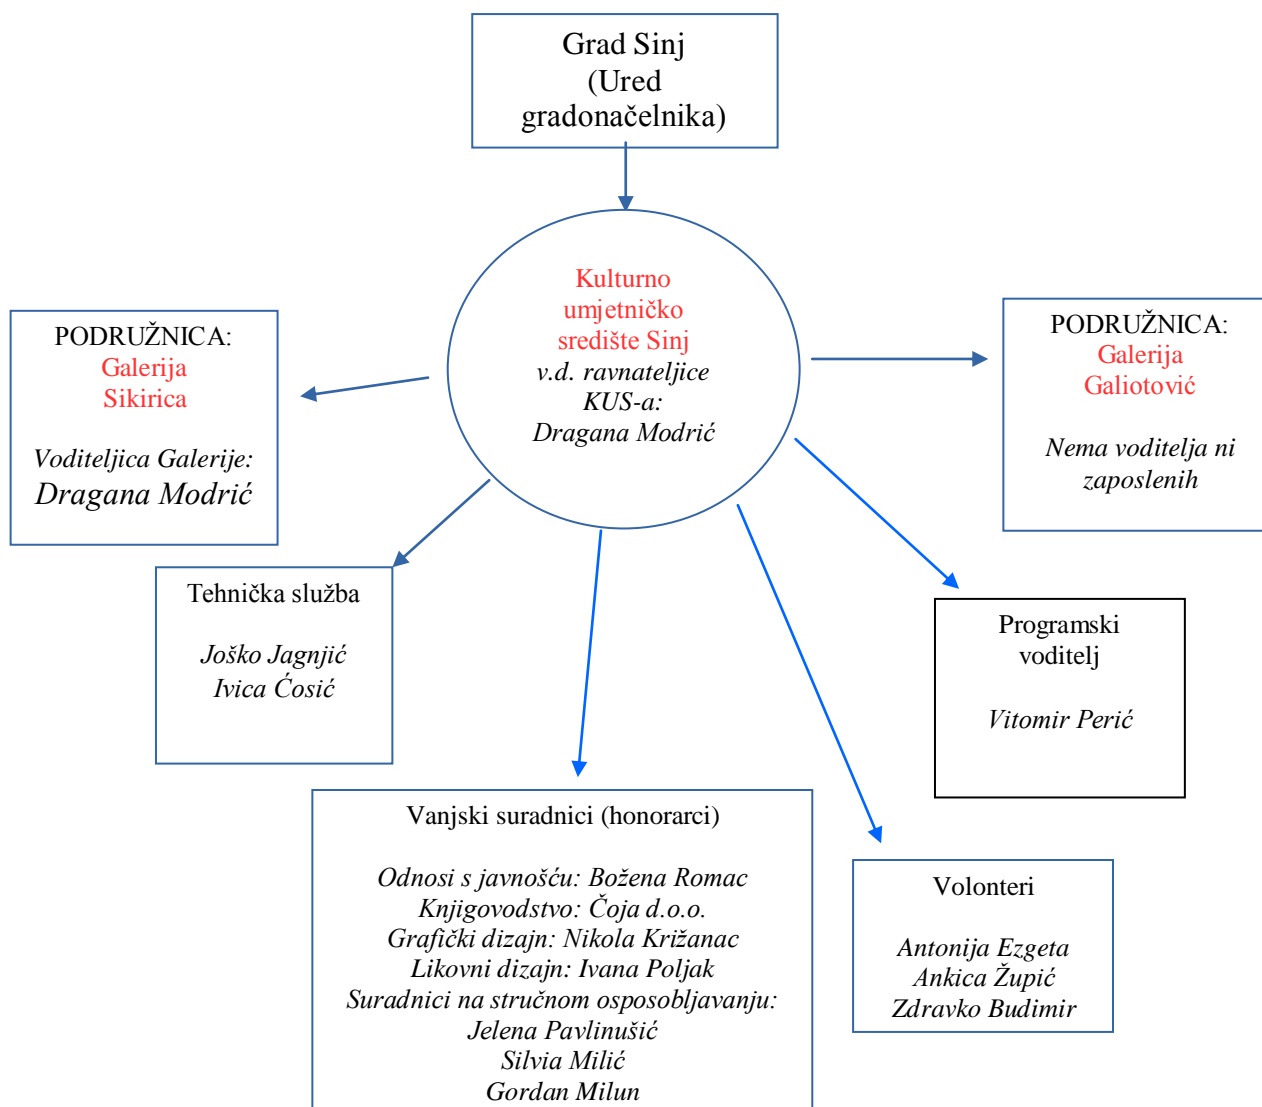 Grad Sinj
(Ured
gradonačelnika)
Kulturno
umjetničko
središte Sinj
v.d. ravnateljice
KUS-a:
Dragana Modrić
PODRUŽNICA:
Galerija
Sikirica
Voditeljica Galerije:
Dragana Modrić
PODRUŽNICA:
Galerija
Galiotović
Nema voditelja ni
zaposlenih
Tehnička služba
Joško Jagnjić
Ivica Ćosić
Programski
voditelj
Vitomir Perić
Vanjski suradnici (honorarci)
Odnosi s javnošću: Božena Romac
Knjigovodstvo: Čoja d.o.o.
Grafički dizajn: Nikola Križanac
Likovni dizajn: Ivana Poljak
Suradnici na stručnom osposobljavanju:
Jelena Pavlinušić
Silvia Milić
Gordan Milun
Volonteri
Antonija Ezgeta
Ankica Župić
Zdravko Budimir